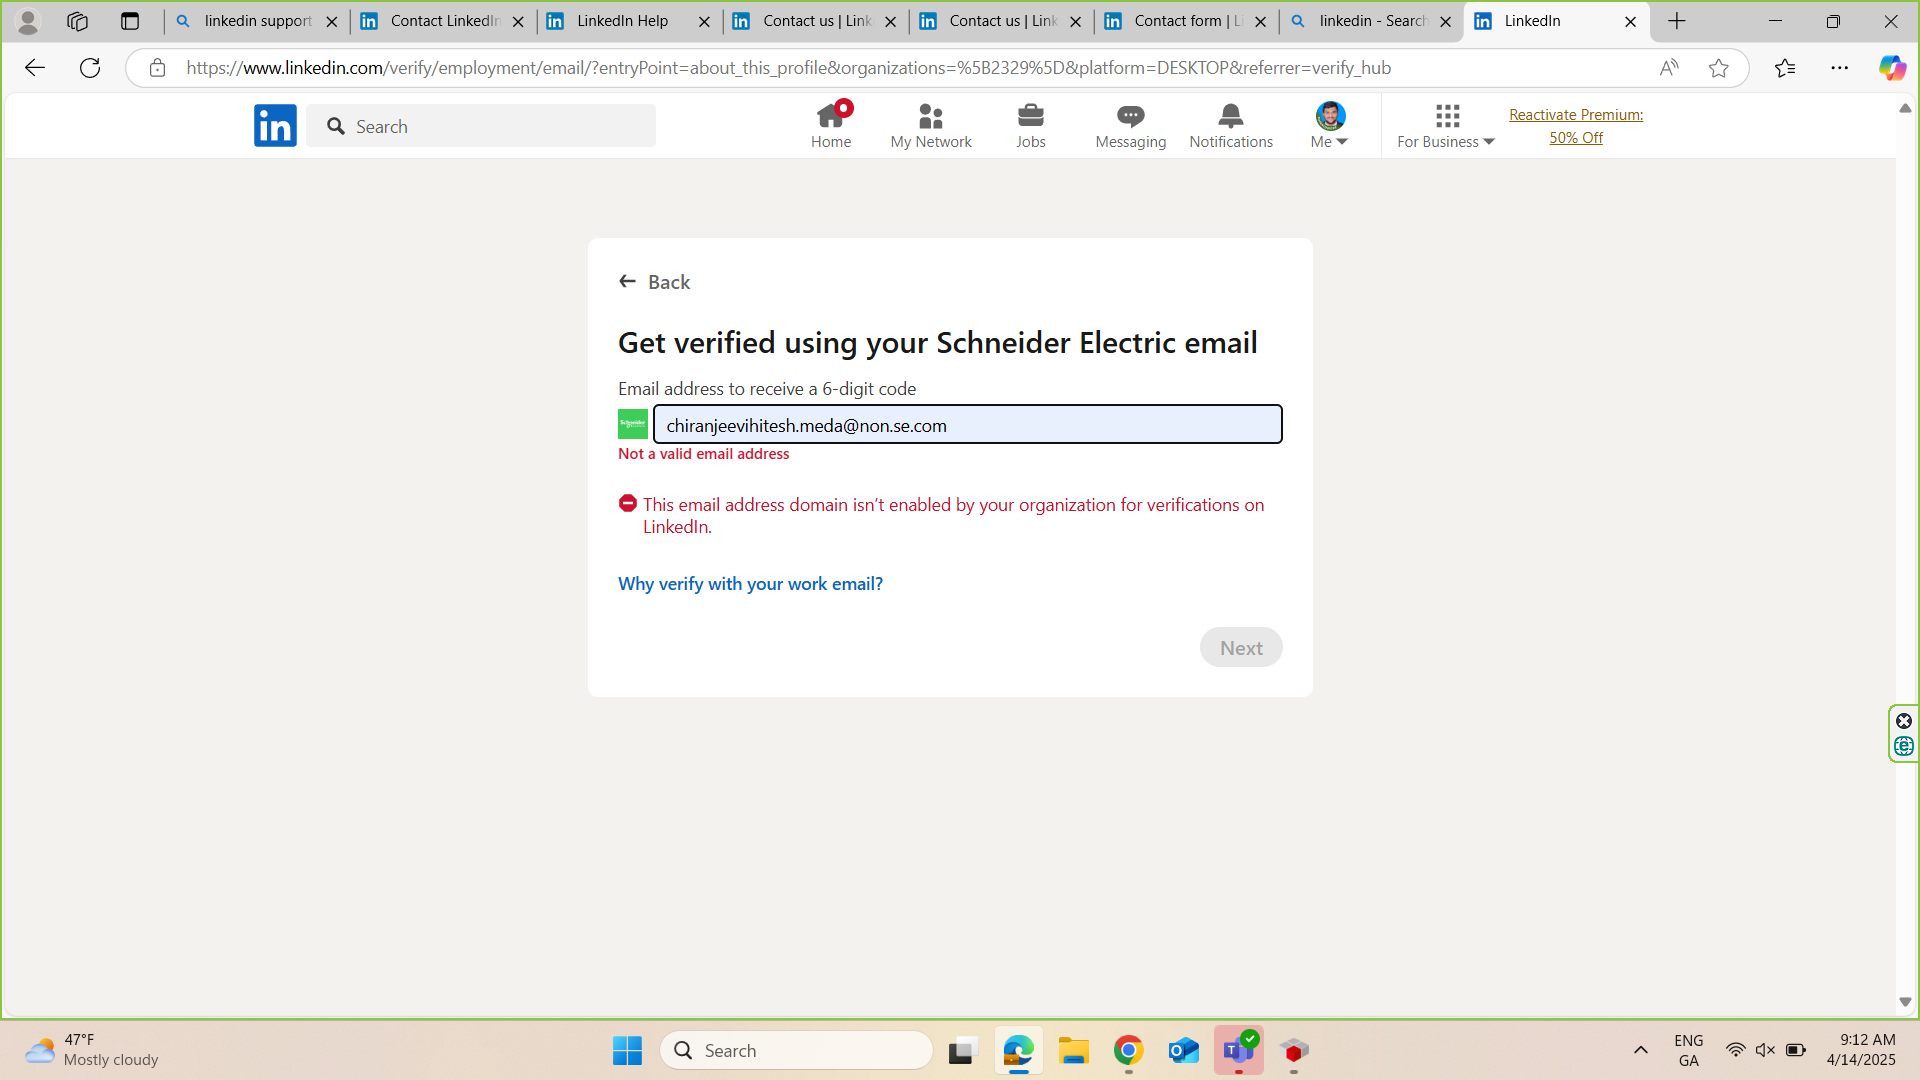 linkedin support
Contact LinkedIn
LinkedIn Help
Contact us | Link
Contact us | Link
Contact form | Li
linkedin - Search
LinkedIn
https://www.linkedin.com/verify/employment/email/?entryPoint=about_this_profile&organizations=%5B2329%5D&platform=DESKTOP&referrer=verify_hub
in
Search
Home
My Network
Jobs
Messaging
Notifications
Me
For Business
Reactivate Premium:
50% Off
Back
Get verified using your Schneider Electric email
Email address to receive a 6-digit code
Schneider
chiranjeevihitesh.meda@non.se.com
Not a valid email address
This email address domain isn’t enabled by your organization for verifications on
LinkedIn.
Why verify with your work email?
Next
47°F
Mostly cloudy
Search
ENG
GA
9:12 AM
4/14/2025